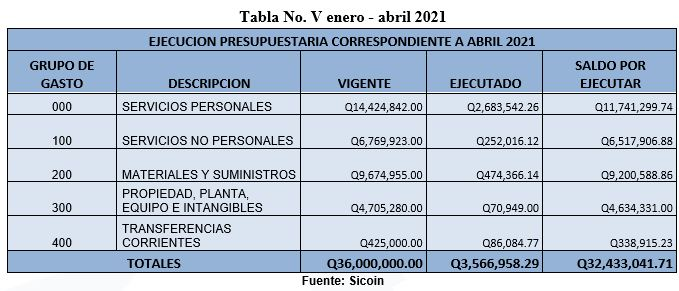 Tabla No. V enero - abril 2021
EJECUCION PRESUPUESTARIA CORRESPONDIENTE A ABRIL 2021
GRUPO DE GASTO DESCRIPCION VIGENTE EJECUTADO SALDO POR EJECUTAR
000 SERVICIOS PERSONALES Q14,424,842.00 Q2,683,542.26 Q11,741,299.74
100 SERVICIOS NO PERSONALES Q6,769,923.00 Q252,016.12 Q6,517,906.88
200 MATERIALES Y SUMINISTROS Q9,674,955.00 Q474,366.14 Q9,200,588.86
300 PROPIEDAD, PLANTA, EQUIPO E INTANGIBLES Q4,705,280.00 Q70,949.00 Q4,634,331.00
400 TRANSFERENCIAS CORRIENTES Q425,000.00 Q86,084.77 Q338,915.23
TOTALES Q36,000,000.00 Q3,566,958.29 Q32,433,041.71
Fuente: Sicoin